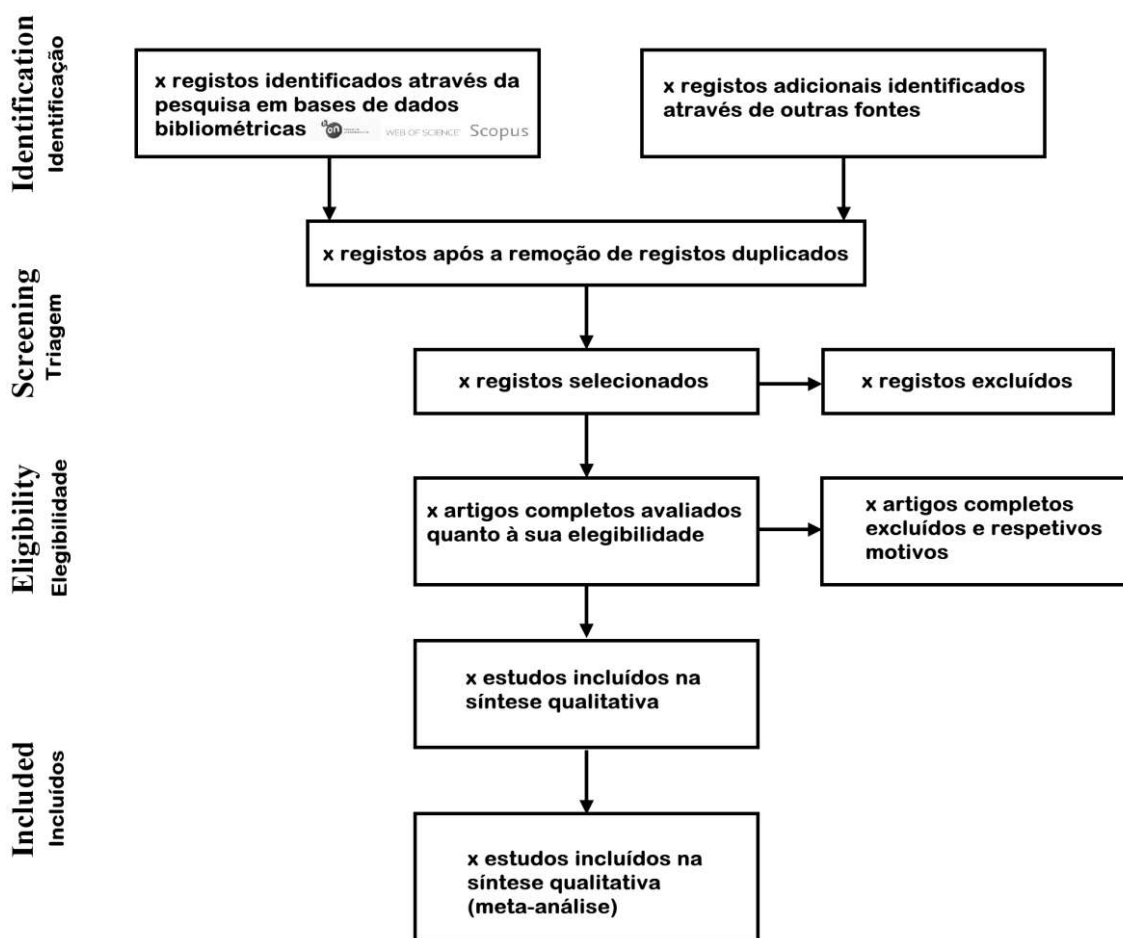 Identification
Identificação
x registos identificados através da
pesquisa em bases de dados
bibliométricas
on
WEB OF SCIENCE
Scopus
x registos adicionais identificados
através de outras fontes
x registos após a remoção de registos duplicados
Screening
Triagem
x registos selecionados
x registos excluídos
Eligibility
Elegibilidade
x artigos completos avaliados
quanto à sua elegibilidade
x artigos completos
excluídos e respetivos
motivos
Included
Incluídos
x estudos incluídos na
síntese qualitativa
x estudos incluídos na
síntese qualitativa
(meta-análise)